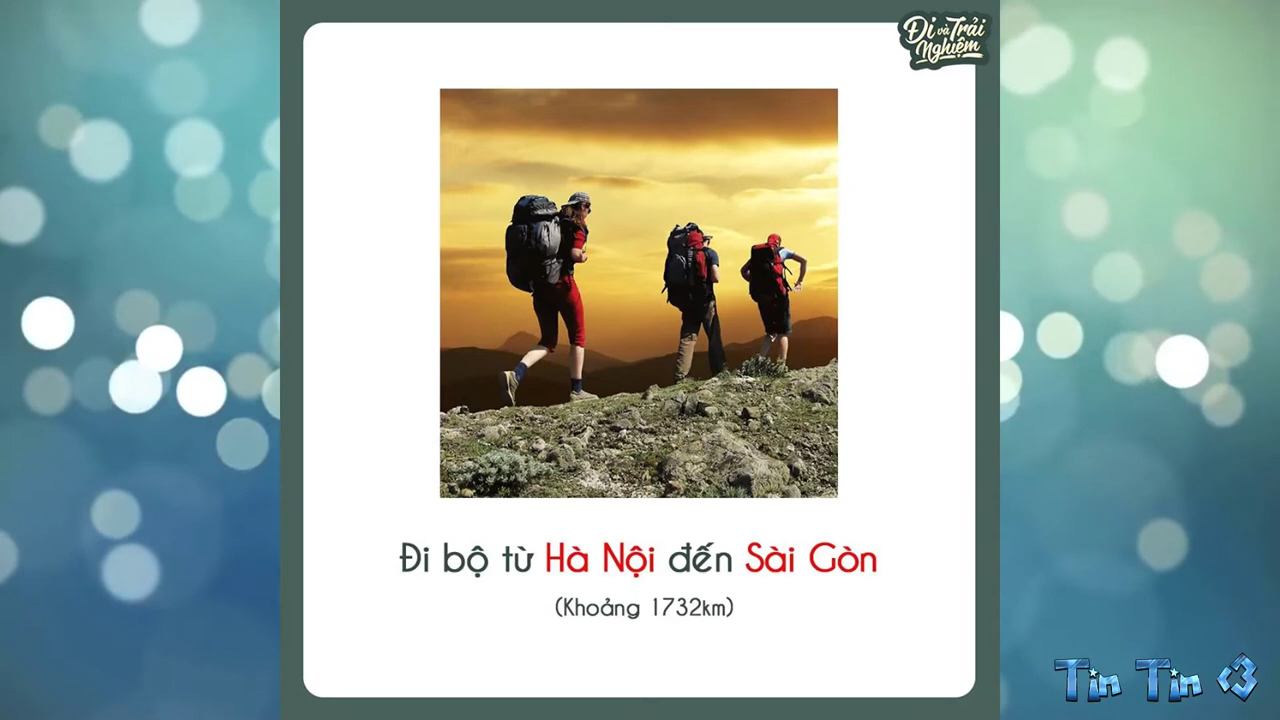 Đi và Trải
Nghiệm
Đi bộ từ Hà Nội đến Sài Gòn
(Khoảng 1732km)
Tin Tin <3